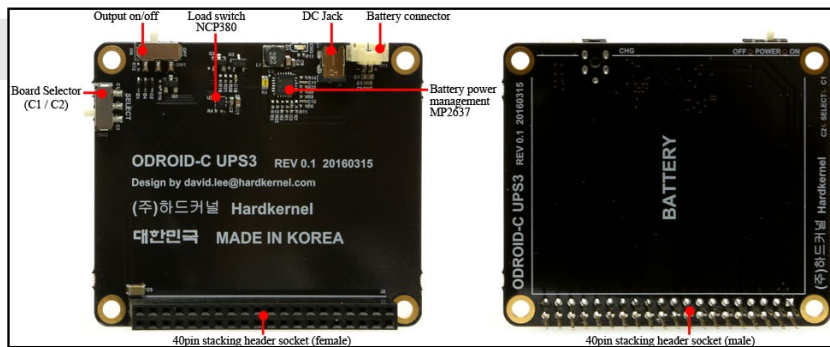 Output on/off
Load switch
NCP380
DC Jack
Battery connector
Board Selector
(C1 / C2)
SELECT
Battery power
management
MP2637
ODROID-C UPS3 REV 0.1 20160315
Design by david.lee@hardkernel.com
(주)하드커널 Hardkernel
대한민국 MADE IN KOREA
40pin stacking header socket (female)
CHG
OFF POWER ON
ODROID-C UPS3 REV 0.1 20160315
BATTERY
C2 SELECT C1
(주)하드커널 Hardkernel
40pin stacking header socket (male)